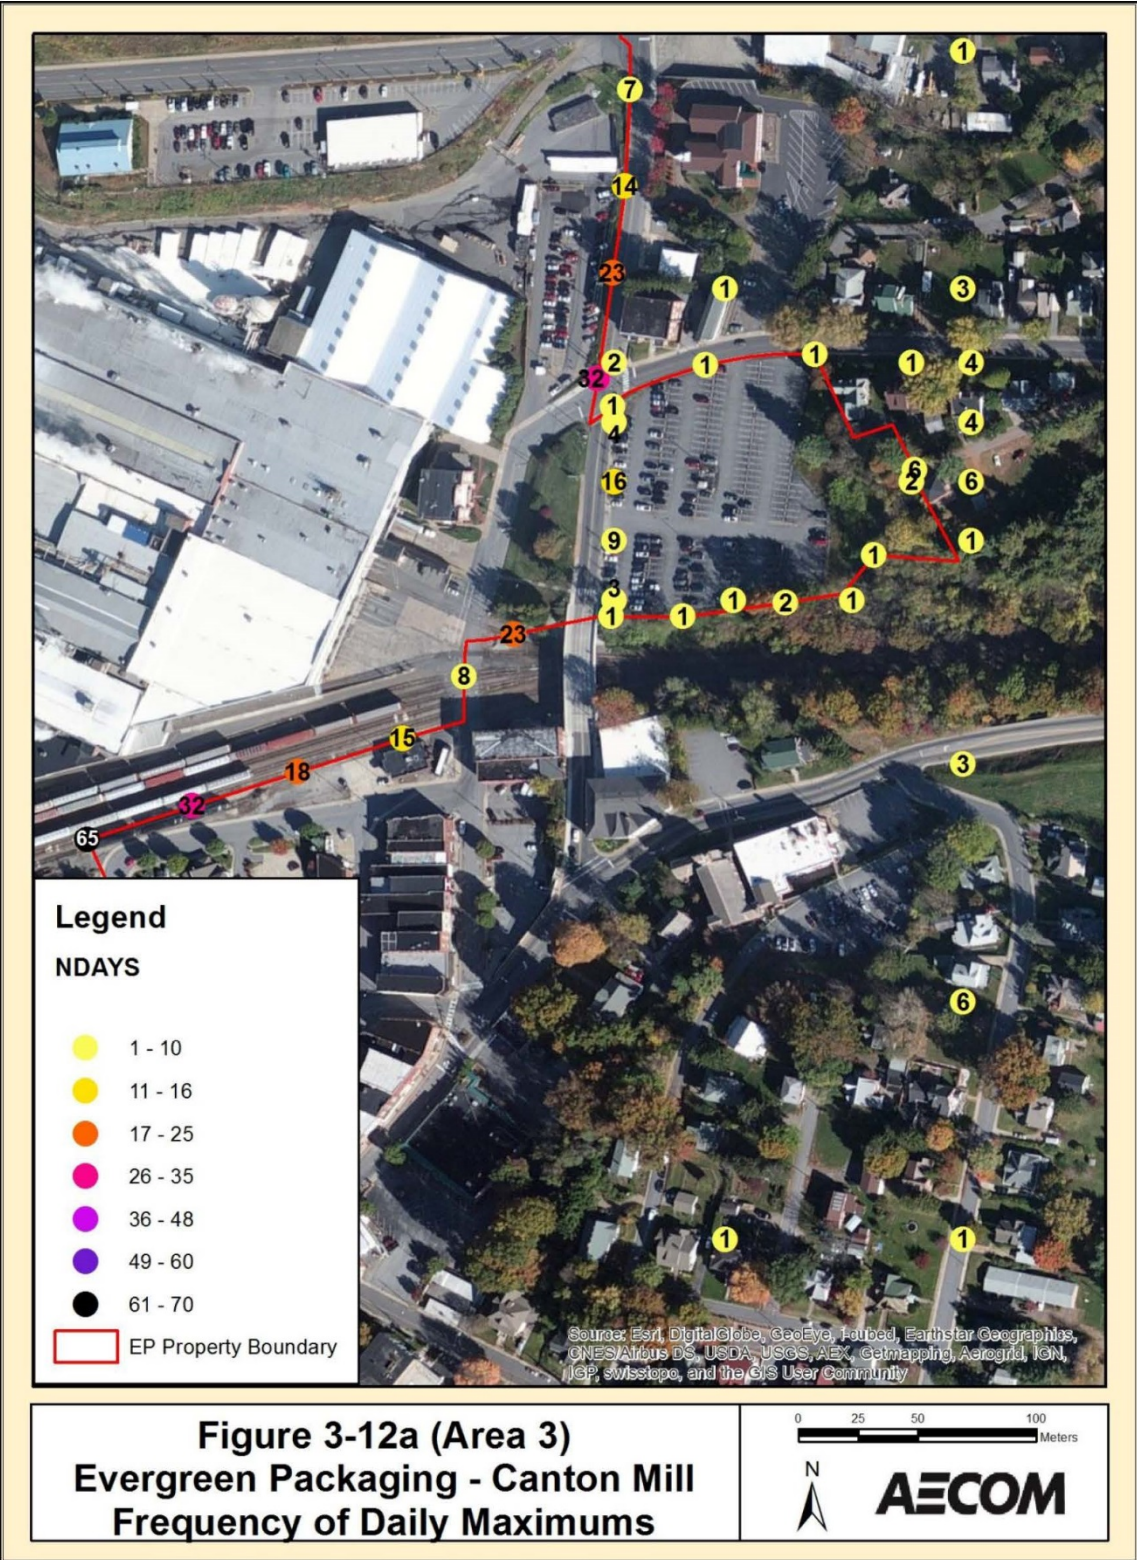 1
7
14
23
1
3
2
1
1
1
4
32
1
4
4
16
6
2
6
9
1
1
3
1
2
1
1
1
23
8
15
3
18
32
65
6
1
1
Legend
NDAYS
1 - 10
11 - 16
17 - 25
26 - 35
36 - 48
49 - 60
61 - 70
EP Property Boundary
Source: Esri, DigitalGlobe, GeoEye, i-cubed, Earthstar Geographics,
CNES/Airbus DS, USDA, USGS, AEX, Getmapping, Aerogrid, IGN,
IGP, swisstopo, and the GIS User Community
Figure 3-12a (Area 3)
Evergreen Packaging - Canton Mill
Frequency of Daily Maximums
0 25 50 100
Meters
N
AECOM